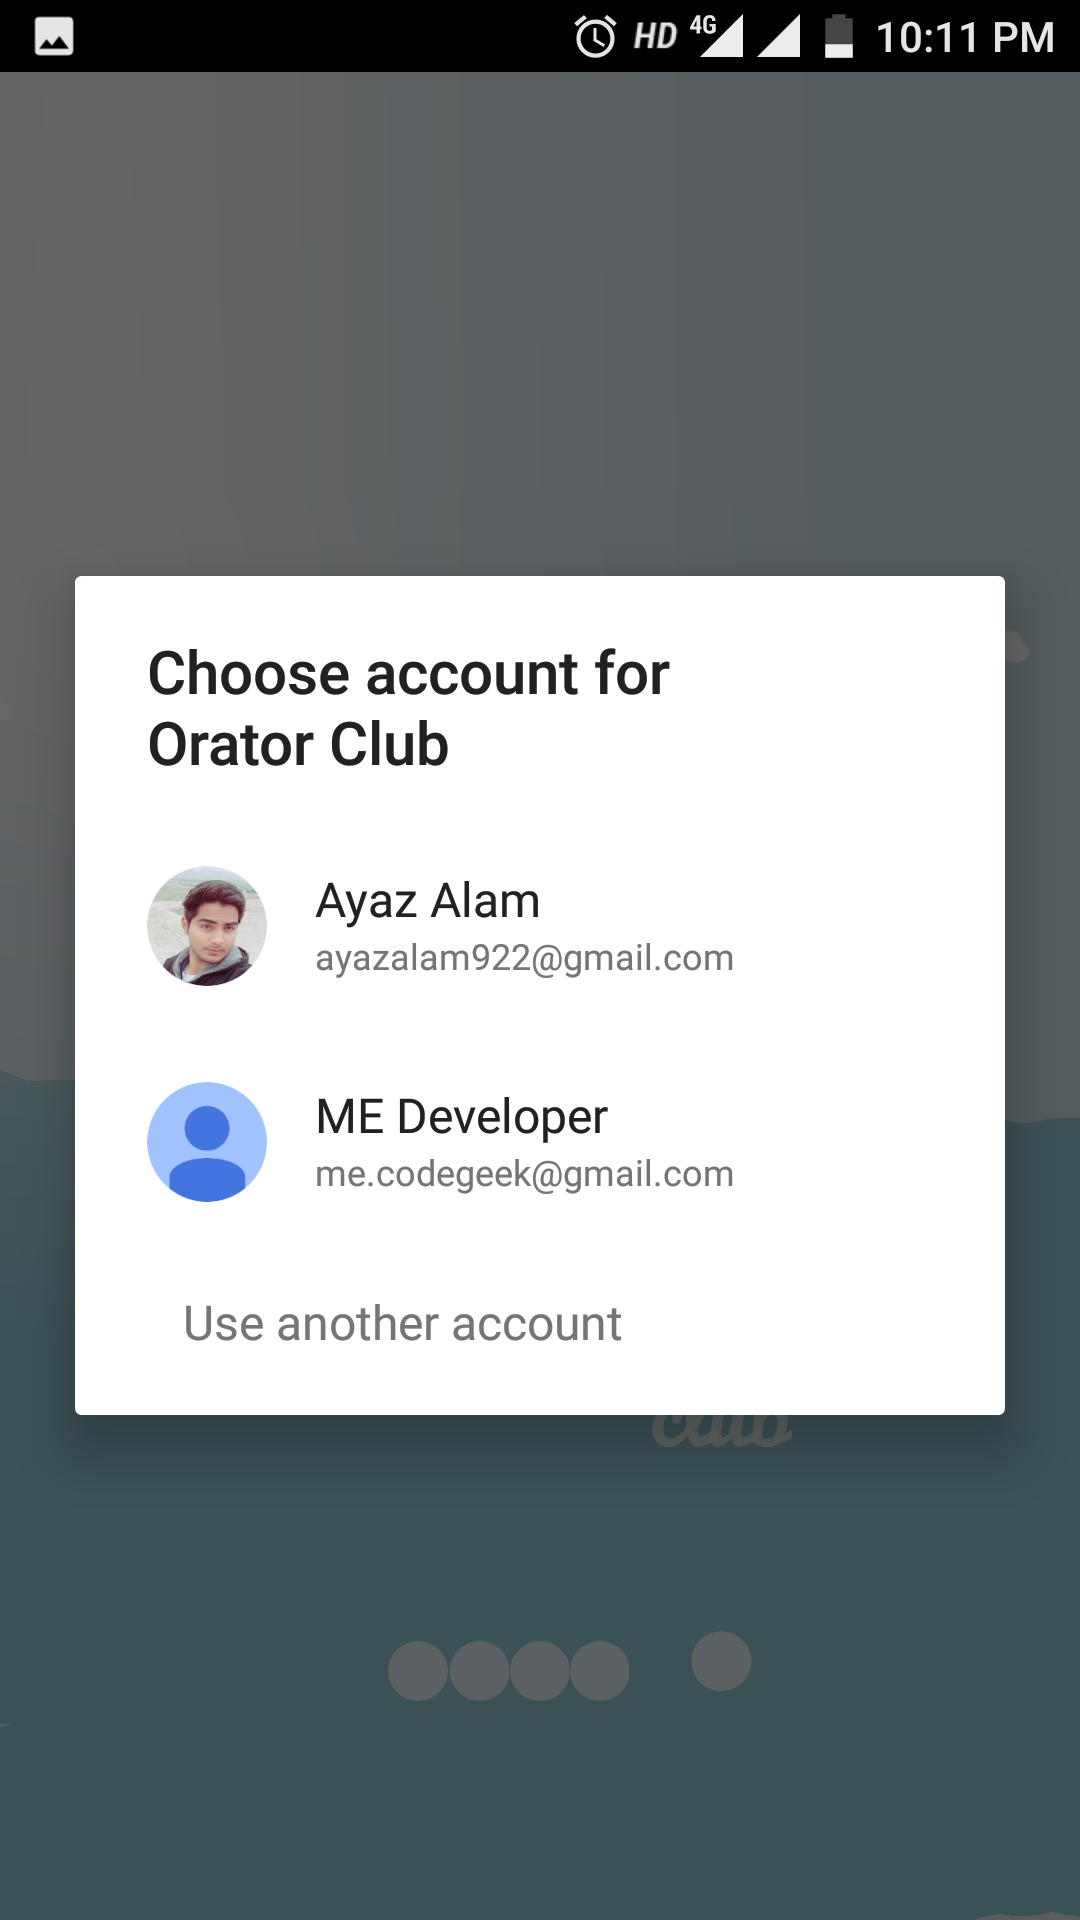 HD 4G 10:11 PM
Choose account for
Orator Club
Ayaz Alam
ayazalam922@gmail.com
ME Developer
me.codegeek@gmail.com
Use another account